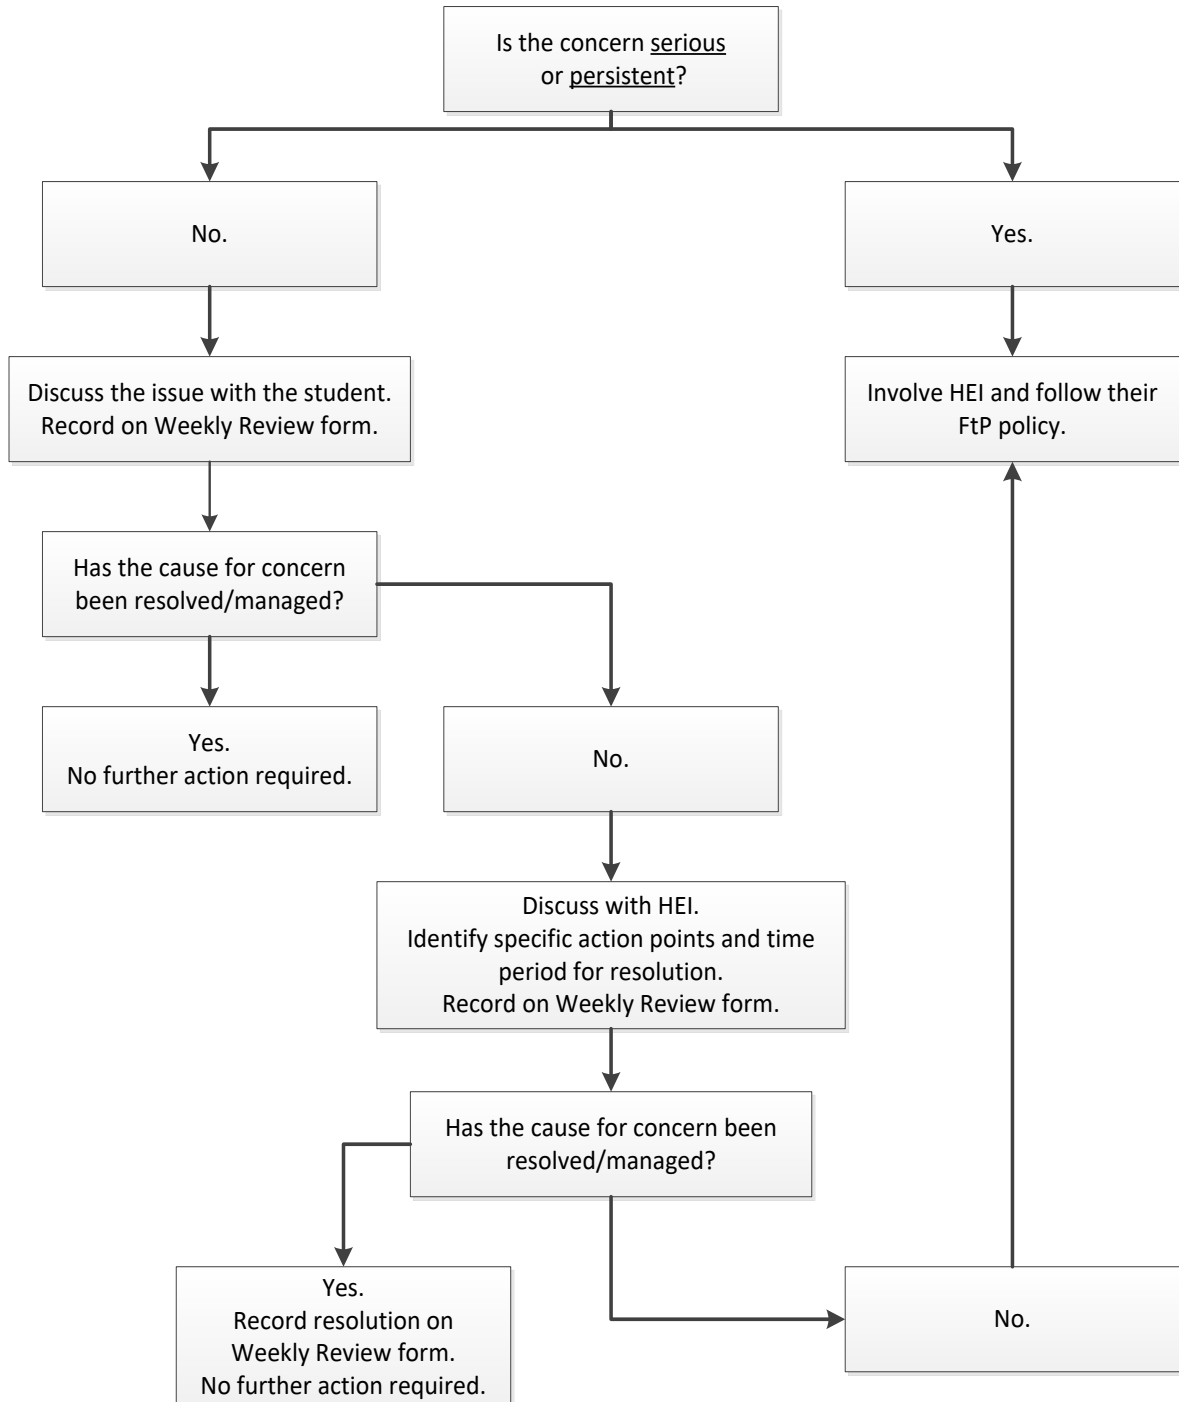 Is the concern serious
or persistent?
No.
Yes.
Discuss the issue with the student.
Record on Weekly Review form.
Involve HEI and follow their
FtP policy.
Has the cause for concern
been resolved/managed?
Yes.
No further action required.
No.
Discuss with HEI.
Identify specific action points and time
period for resolution.
Record on Weekly Review form.
Has the cause for concern been
resolved/managed?
Yes.
Record resolution on
Weekly Review form.
No further action required.
No.